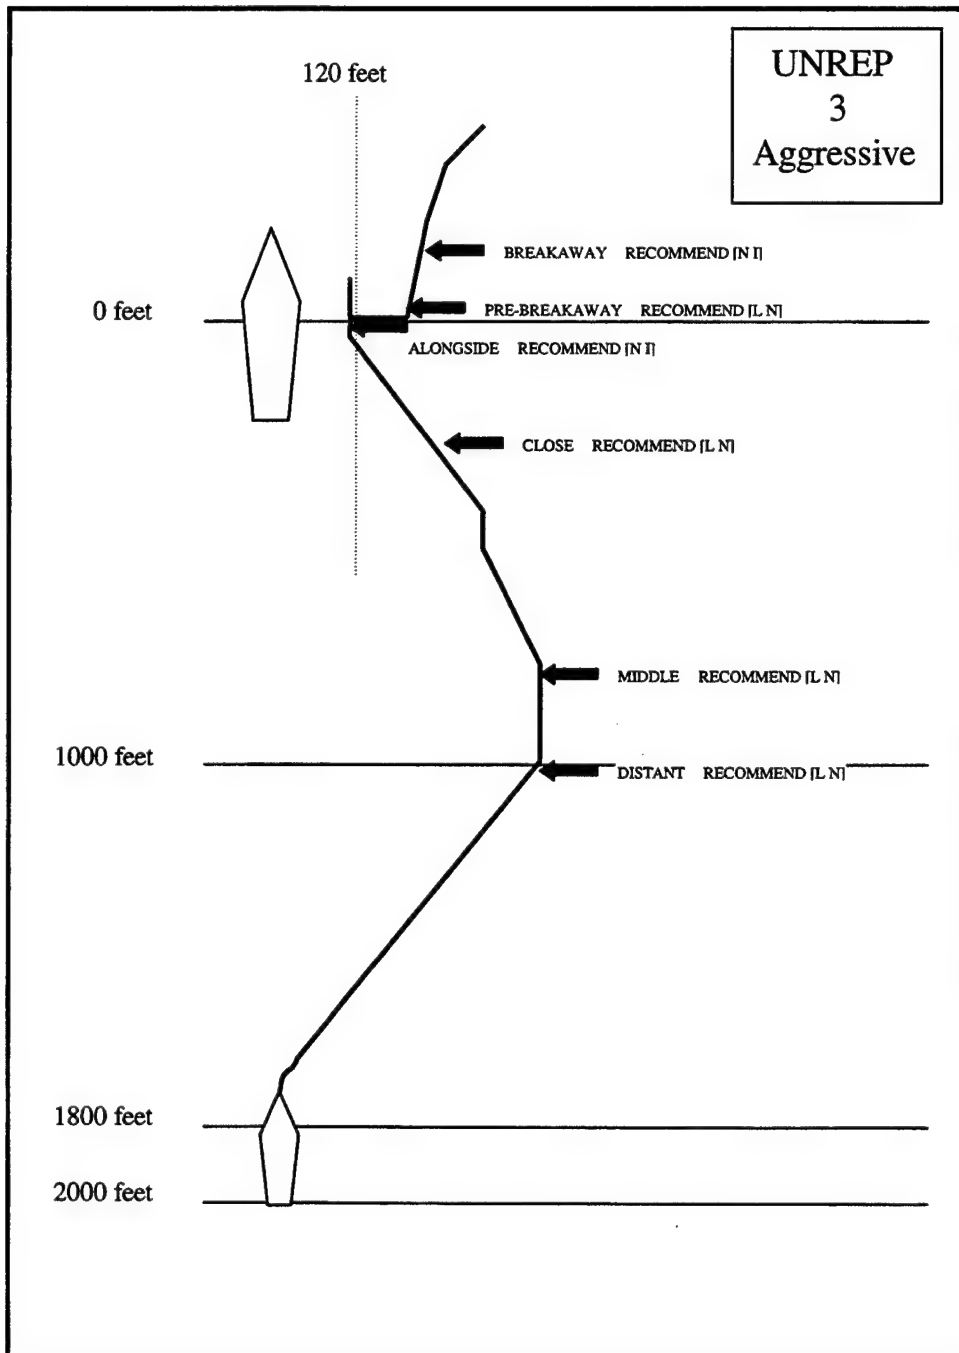 120 feet
UNREP
3
Aggressive
BREAKAWAY RECOMMEND [N I]
0 feet
PRE-BREAKAWAY RECOMMEND [L N]
ALONGSIDE RECOMMEND [N I]
CLOSE RECOMMEND [L N]
MIDDLE RECOMMEND [L N]
1000 feet
DISTANT RECOMMEND [L N]
1800 feet
2000 feet